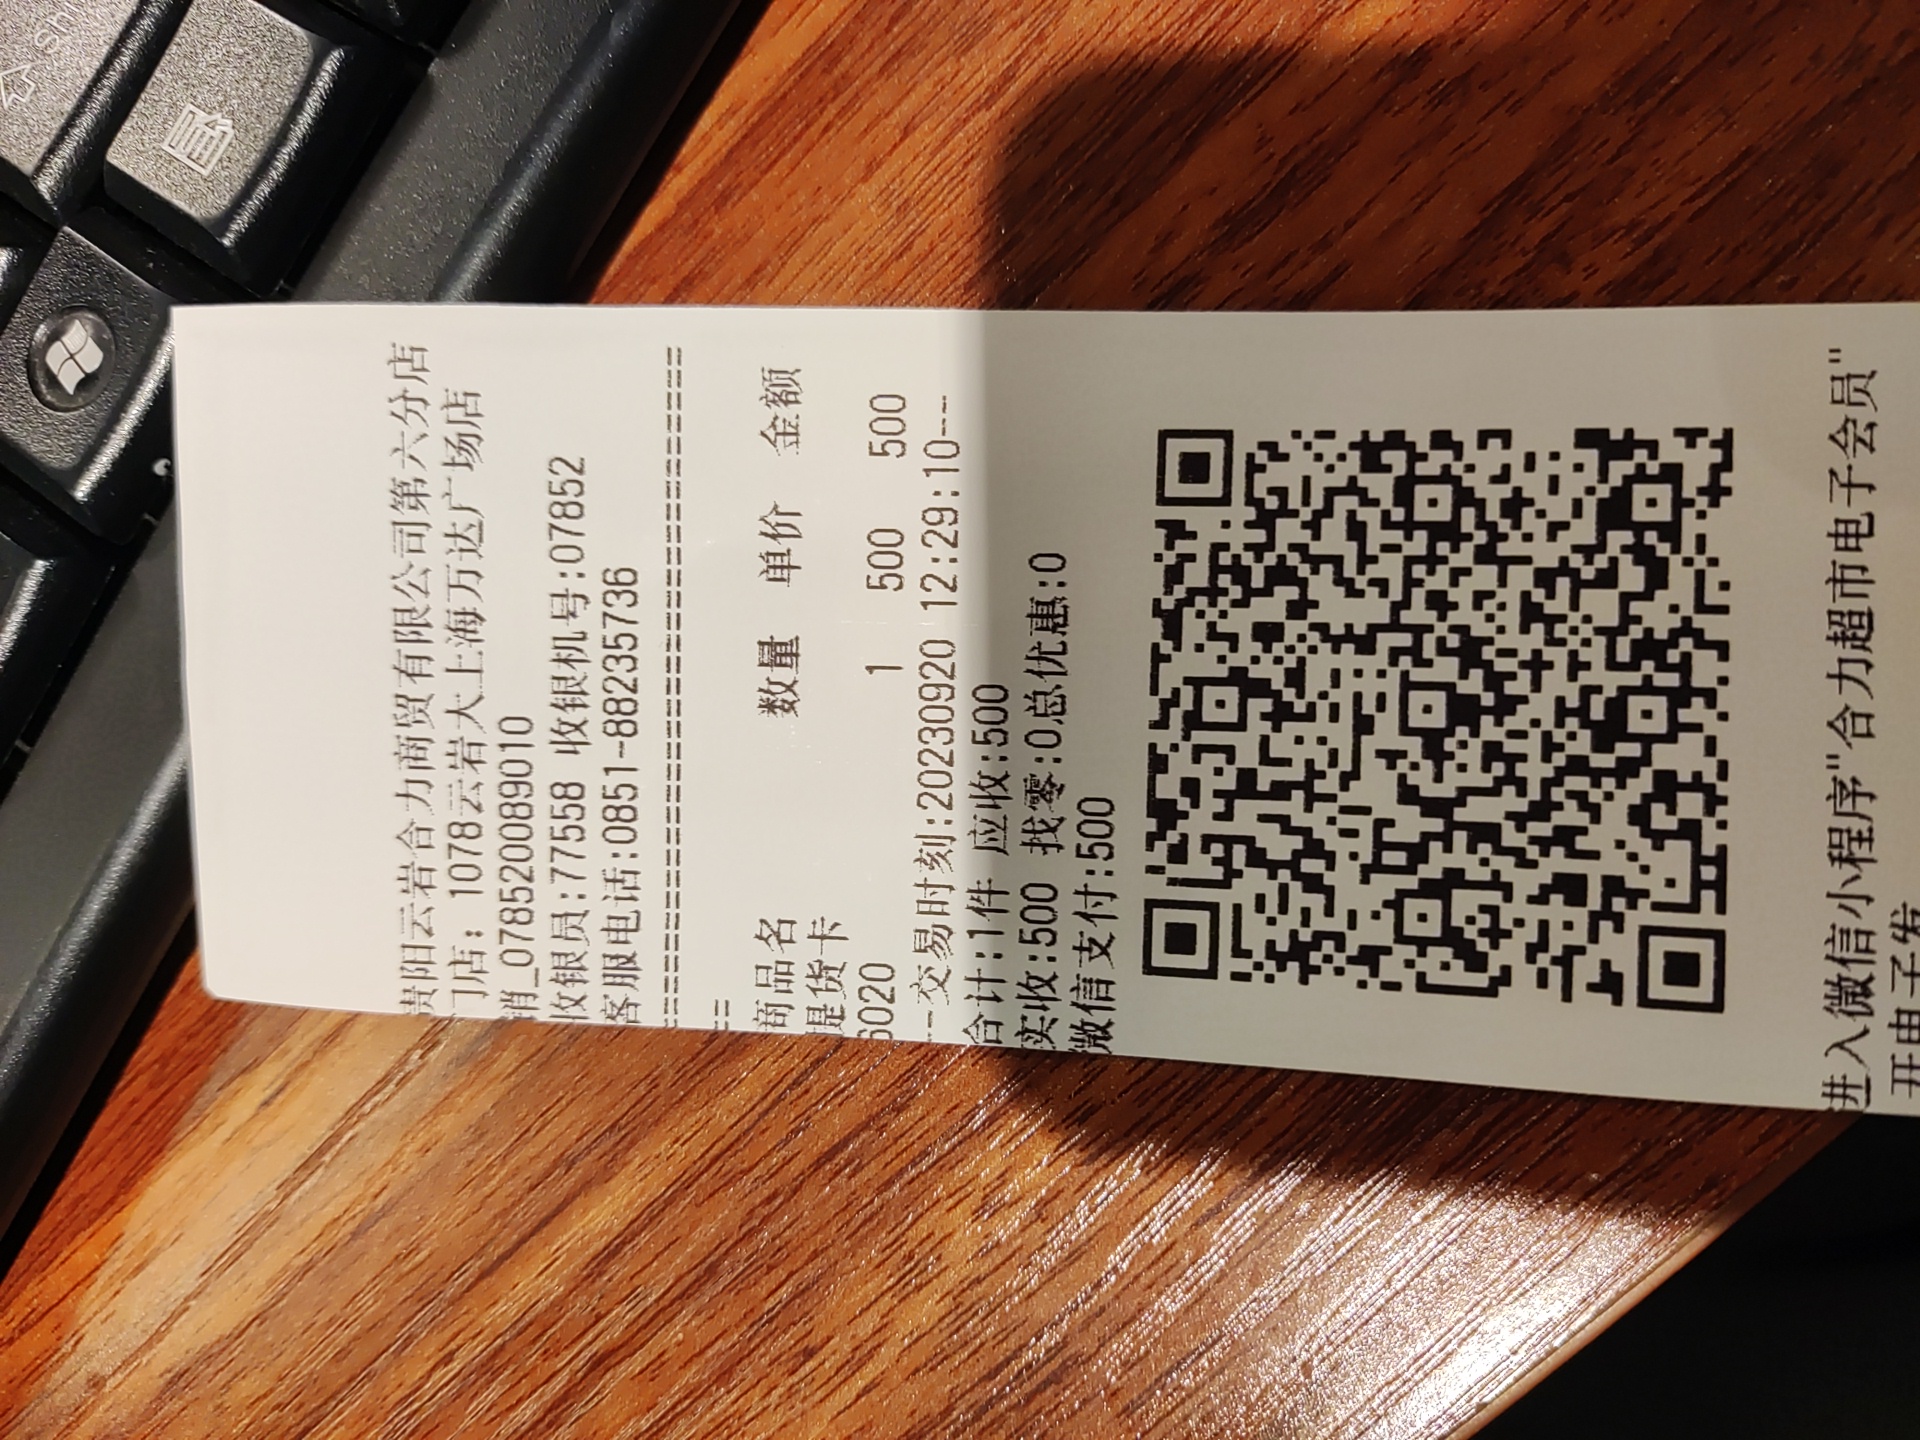 贵阳云岩合力商贸有限公司第六分店
门店: 1078云岩大上海万达广场店
销_078520089010
收银员:77558 收银机号:07852
客服电话:0851-88235736
==
商品名 数量 单价 金额
提货卡
6020 1 500 500
--交易时刻:20230920 12:29:10--
合计:1件 应收:500
实收:500 找零:0总优惠:0
微信支付:500
进入微信小程序"合力超市电子会员"
开电子发